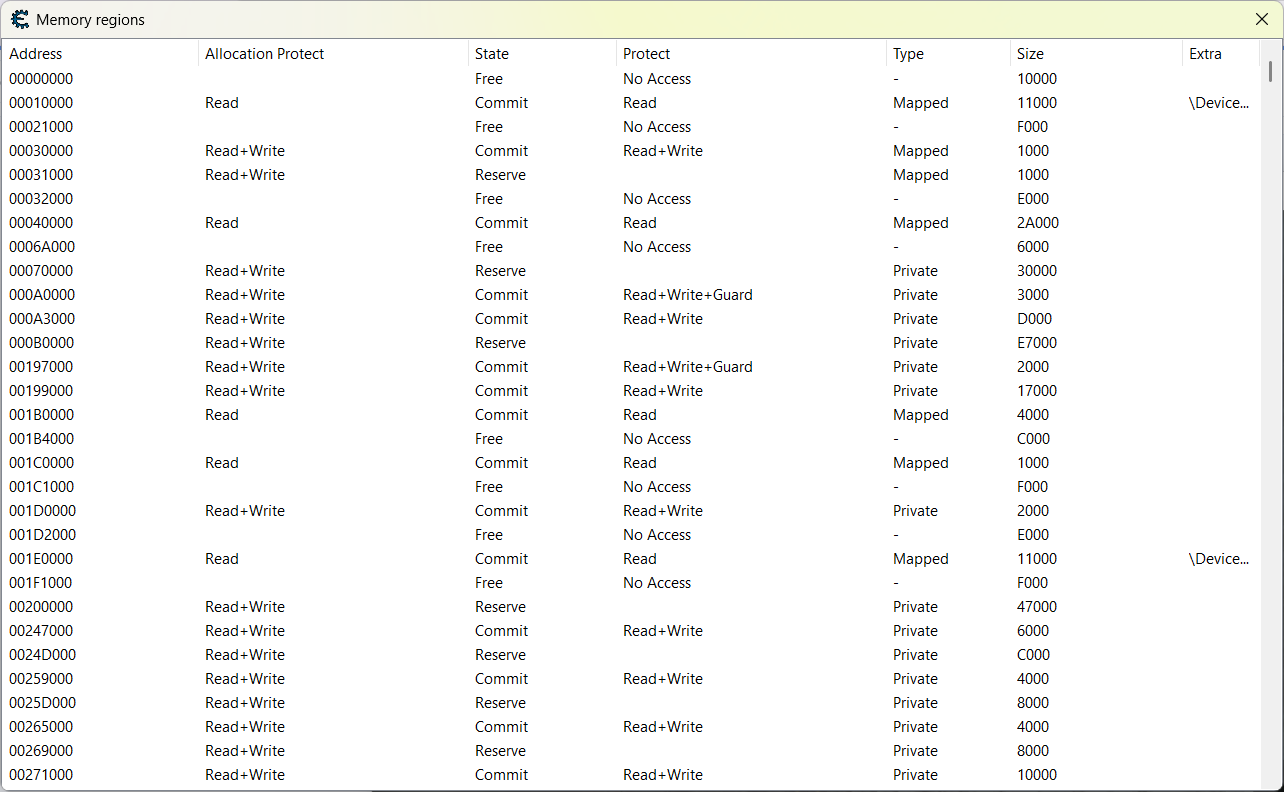 Memory regions
Address Allocation Protect State Protect Type Size Extra
00000000 Free No Access - 10000
00010000 Read Commit Read Mapped 11000 \Device...
00021000 Free No Access - F000
00030000 Read+Write Commit Read+Write Mapped 1000
00031000 Read+Write Reserve Mapped 1000
00032000 Free No Access - E000
00040000 Read Commit Read Mapped 2A000
0006A000 Free No Access - 6000
00070000 Read+Write Reserve Private 30000
000A0000 Read+Write Commit Read+Write+Guard Private 3000
000A3000 Read+Write Commit Read+Write Private D000
000B0000 Read+Write Reserve Private E7000
00197000 Read+Write Commit Read+Write+Guard Private 2000
00199000 Read+Write Commit Read+Write Private 17000
001B0000 Read Commit Read Mapped 4000
001B4000 Free No Access - C000
001C0000 Read Commit Read Mapped 1000
001C1000 Free No Access - F000
001D0000 Read+Write Commit Read+Write Private 2000
001D2000 Free No Access - E000
001E0000 Read Commit Read Mapped 11000 \Device...
001F1000 Free No Access - F000
00200000 Read+Write Reserve Private 47000
00247000 Read+Write Commit Read+Write Private 6000
0024D000 Read+Write Reserve Private C000
00259000 Read+Write Commit Read+Write Private 4000
0025D000 Read+Write Reserve Private 8000
00265000 Read+Write Commit Read+Write Private 4000
00269000 Read+Write Reserve Private 8000
00271000 Read+Write Commit Read+Write Private 10000